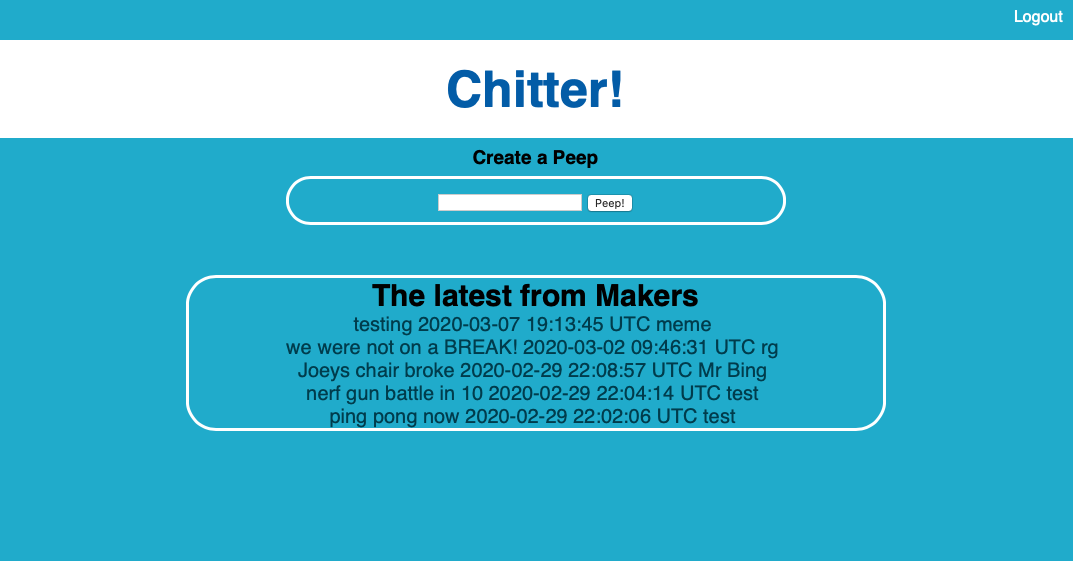 Logout
Chitter!
Create a Peep
Peep!
The latest from Makers
testing 2020-03-07 19:13:45 UTC meme
we were not on a BREAK! 2020-03-02 09:46:31 UTC rg
Joeys chair broke 2020-02-29 22:08:57 UTC Mr Bing
nerf gun battle in 10 2020-02-29 22:04:14 UTC test
ping pong now 2020-02-29 22:02:06 UTC test